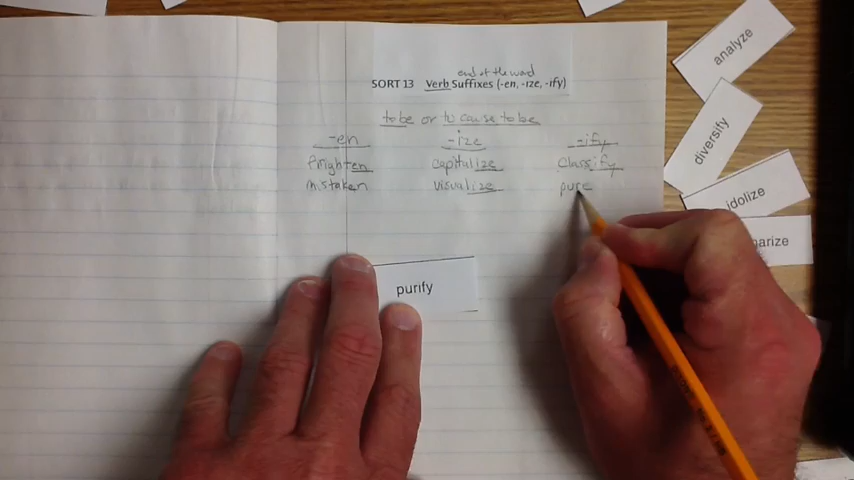 end of the word
SORT 13 Verb Suffixes (-en, -ize, -ify)
to be or to cause to be
-en -ize -ify
frighten capitalize classify
mistaken visualize pure
purify
analyze
diversify
idolize
arize